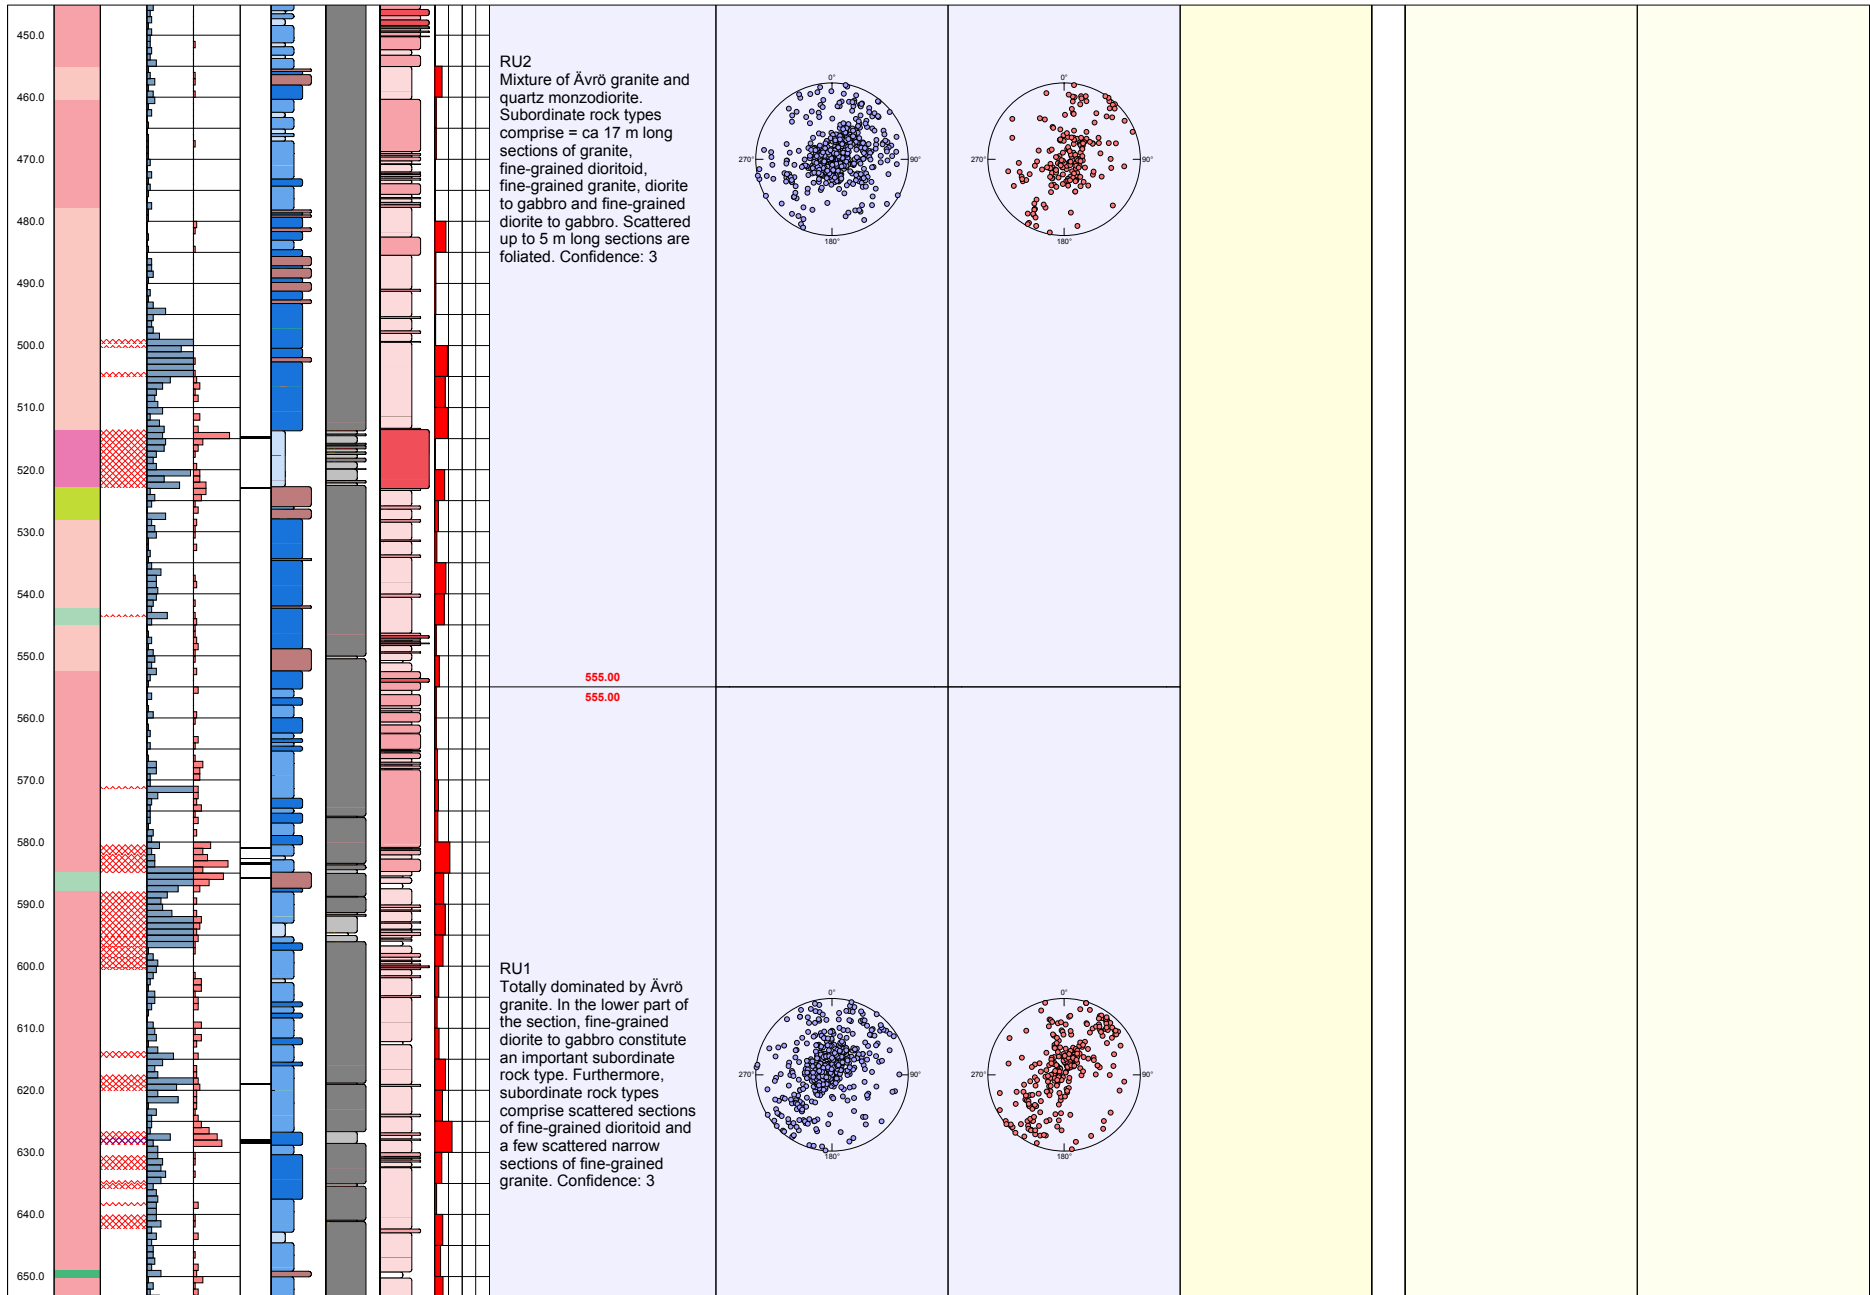 450.0
460.0
470.0
480.0
490.0
500.0
510.0
520.0
530.0
540.0
550.0
560.0
570.0
580.0
590.0
600.0
610.0
620.0
630.0
640.0
650.0
RU2
Mixture of Ävrö granite and
quartz monzodiorite.
Subordinate rock types
comprise = ca 17 m long
sections of granite,
fine-grained dioritoid,
fine-grained granite, diorite
to gabbro and fine-grained
diorite to gabbro. Scattered
up to 5 m long sections are
foliated. Confidence: 3
0°
270°
90°
180°
0°
270°
90°
180°
555.00
555.00
RU1
Totally dominated by Ävrö
granite. In the lower part of
the section, fine-grained
diorite to gabbro constitute
an important subordinate
rock type. Furthermore,
subordinate rock types
comprise scattered sections
of fine-grained dioritoid and
a few scattered narrow
sections of fine-grained
granite. Confidence: 3
0°
270°
90°
180°
0°
270°
90°
180°